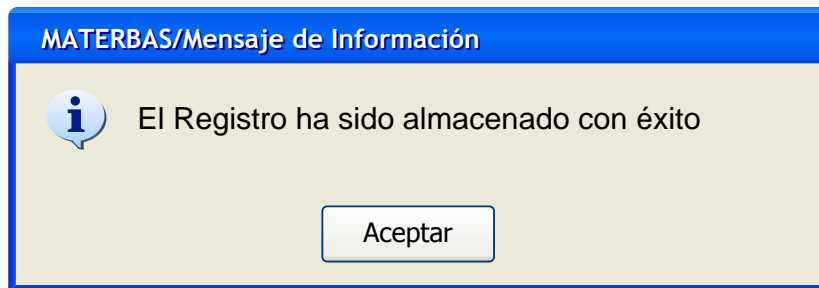 MATERBAS/Mensaje de Información
El Registro ha sido almacenado con éxito
Aceptar